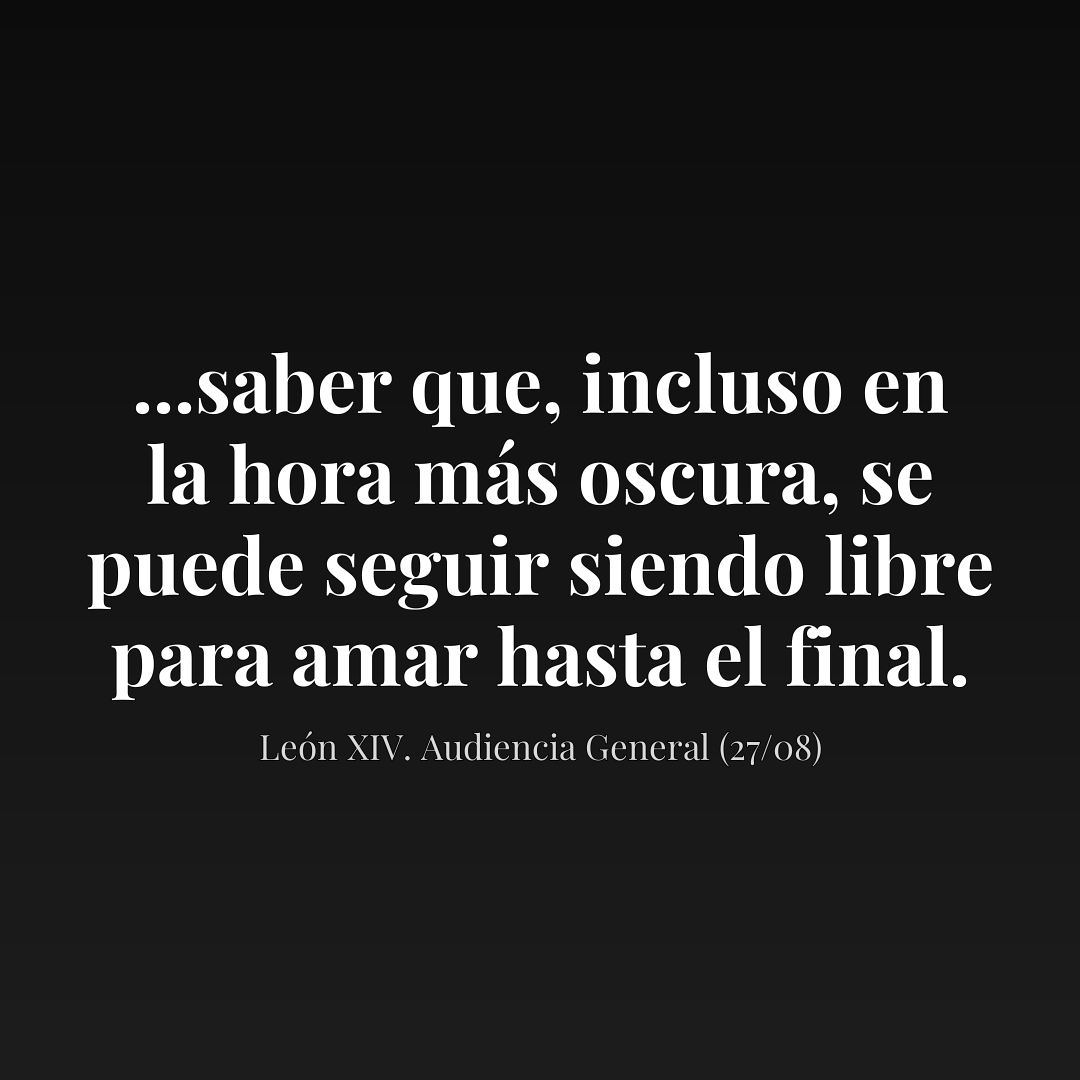 ...saber que, incluso en
la hora más oscura, se
puede seguir siendo libre
para amar hasta el final.
León XIV. Audiencia General (27/08)